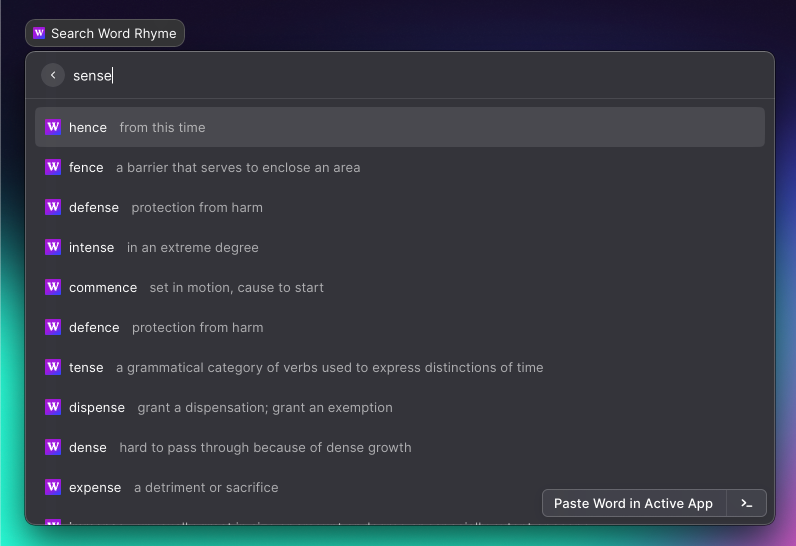 W Search Word Rhyme
sense
W hence from this time
W fence a barrier that serves to enclose an area
W defense protection from harm
W intense in an extreme degree
W commence set in motion, cause to start
W defence protection from harm
W tense a grammatical category of verbs used to express distinctions of time
W dispense grant a dispensation; grant an exemption
W dense hard to pass through because of dense growth
W expense a detriment or sacrifice
Paste Word in Active App >_